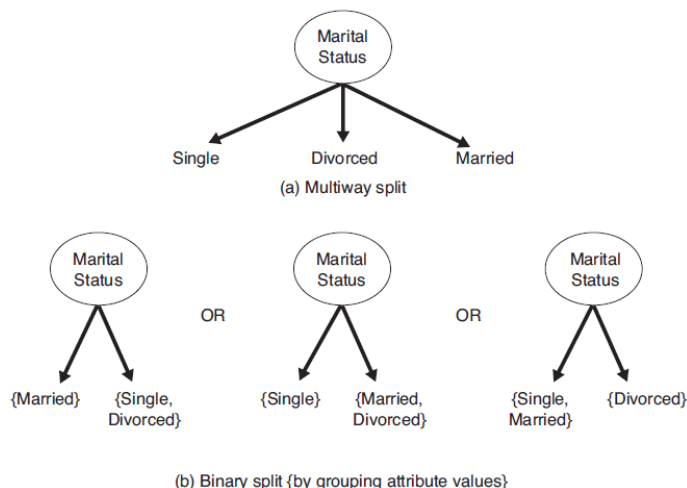 Marital
Status
Single
Divorced
Married
(a) Multiway split
Marital
Status
OR
Marital
Status
OR
Marital
Status
{Married}
{Single,
Divorced}
{Single}
{Married,
Divorced}
{Single,
Married}
{Divorced}
(b) Binary split {by grouping attribute values}